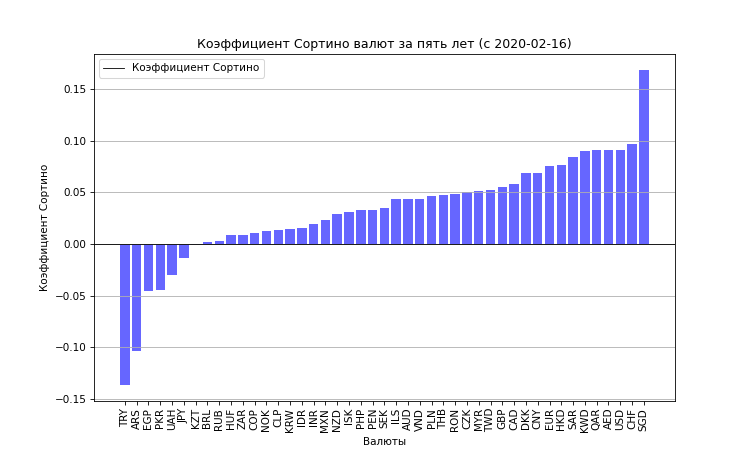 Коэффициент Сортино валют за пять лет (с 2020-02-16)
Коэффициент Сортино
0.15
0.10
0.05
0.00
−0.05
−0.10
−0.15
Коэффициент Сортино
TRY ARS EGP PKR UAH JPY KZT BRL RUB HUF ZAR COP NOK CLP KRW IDR INR MXN NZD ISK PHP PEN SEK ILS AUD VND PLN THB RON CZK MYR TWD GBP CAD DKK CNY EUR HKD SAR KWD QAR AED USD CHF SGD
Валюты